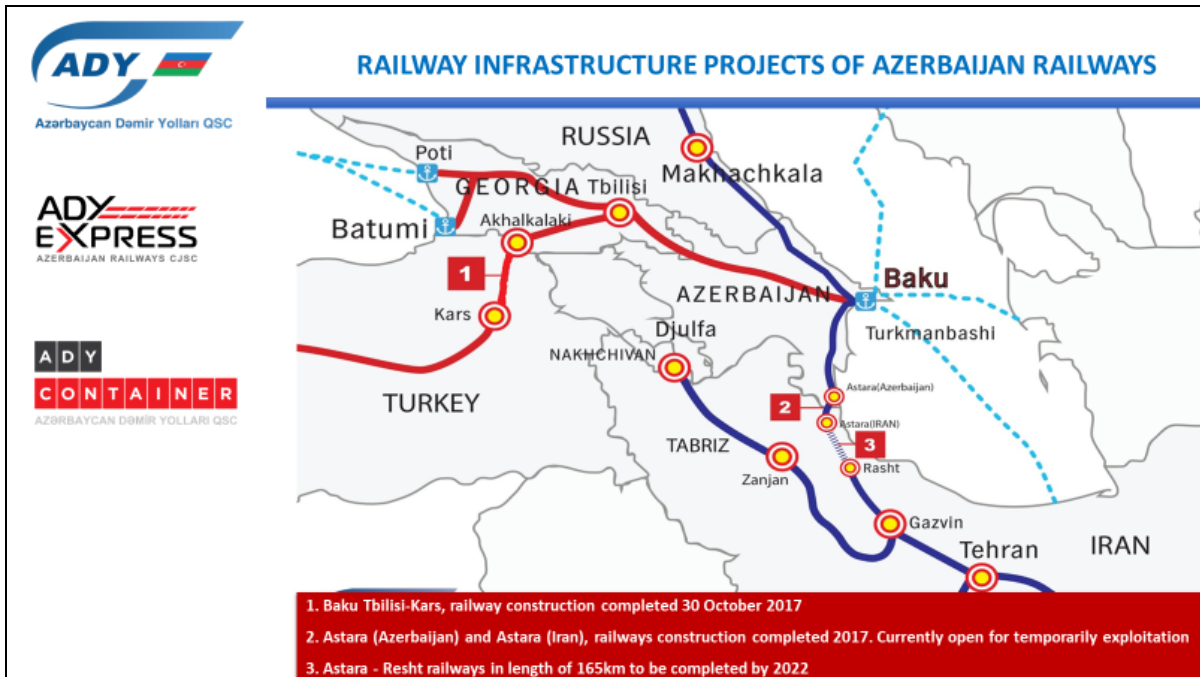 ADY
Azərbaycan Dəmir Yolları QSC
ADY
EXPRESS
AZERBAIJAN RAILWAYS CJSC
ADY
CONTAINER
AZƏRBAYCAN DƏMİR YOLLARI QSC
RAILWAY INFRASTRUCTURE PROJECTS OF AZERBAIJAN RAILWAYS
RUSSIA
Poti
Makhachkala
GEORGIA
Tbilisi
Batumi
Akhalkalaki
1
Baku
AZERBAIJAN
Kars
Djulfa
Turkmanbashi
NAKHCHIVAN
Astara(Azerbaijan)
TURKEY
2
Astara(IRAN)
TABRIZ
3
Rasht
Zanjan
Gazvin
Tehran
IRAN
1. Baku Tbilisi-Kars, railway construction completed 30 October 2017
2. Astara (Azerbaijan) and Astara (Iran), railways construction completed 2017. Currently open for temporarily exploitation
3. Astara - Resht railways in length of 165km to be completed by 2022